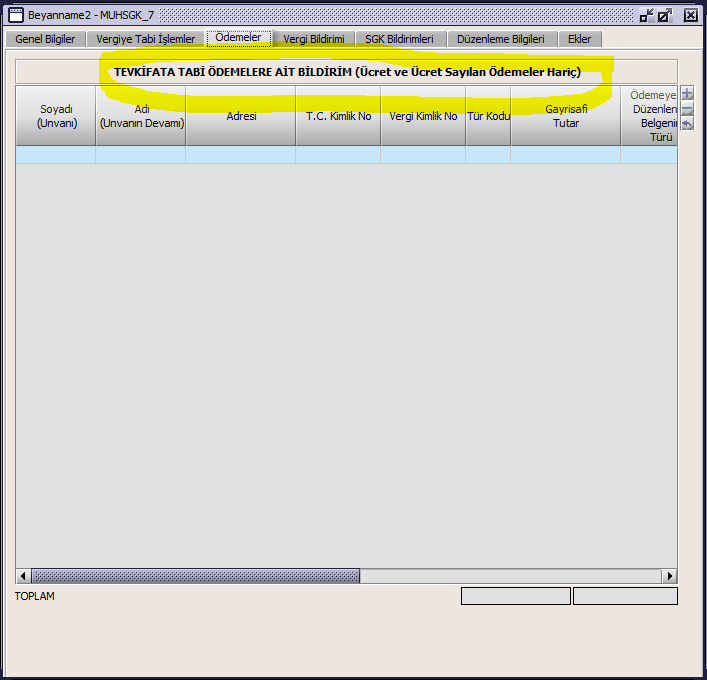 Beyanname2 - MUHSGK_7
Genel Bilgiler Vergiye Tabi İşlemler Ödemeler Vergi Bildirimi SGK Bildirimleri Düzenleme Bilgileri Ekler
TEVKİFATA TABİ ÖDEMELERE AİT BİLDİRİM (Ücret ve Ücret Sayılan Ödemeler Hariç)
Soyadı
(Unvanı)
Adı
(Unvanın Devamı)
Adresi
T.C. Kimlik No
Vergi Kimlik No
Tür Kodu
Gayrisafi
Tutar
Ödemeye
Düzenlen
Belgenin
Türü
TOPLAM